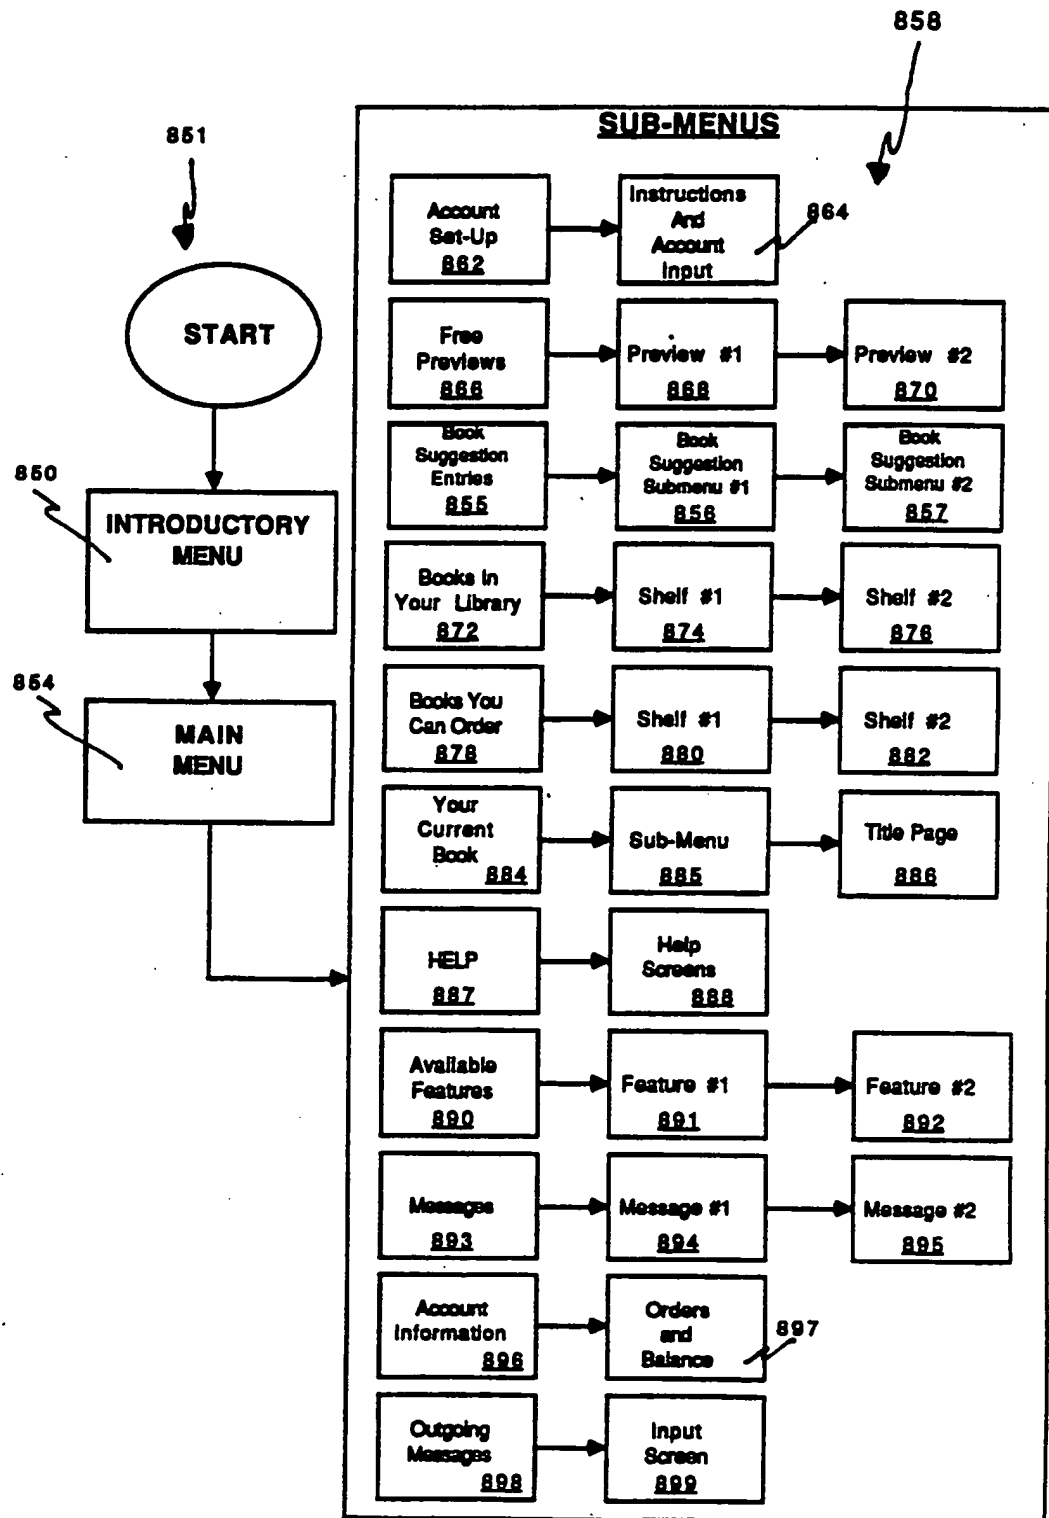 858
851
SUB-MENUS
Account
Set-Up
862
Instructions
And
Account
Input
864
START
Free
Previews
866
Preview #1
868
Preview #2
870
Book
Suggestion
Entries
855
Book
Suggestion
Submenu #1
856
Book
Suggestion
Submenu #2
857
850
INTRODUCTORY
MENU
Books In
Your Library
872
Shelf #1
874
Shelf #2
876
854
MAIN
MENU
Books You
Can Order
878
Shelf #1
880
Shelf #2
882
Your
Current
Book
884
Sub-Menu
885
Title Page
886
HELP
887
Help
Screens
888
Available
Features
890
Feature #1
891
Feature #2
892
Messages
893
Message #1
894
Message #2
895
Account
Information
896
Orders
and
Balance
897
Outgoing
Messages
898
Input
Screen
899